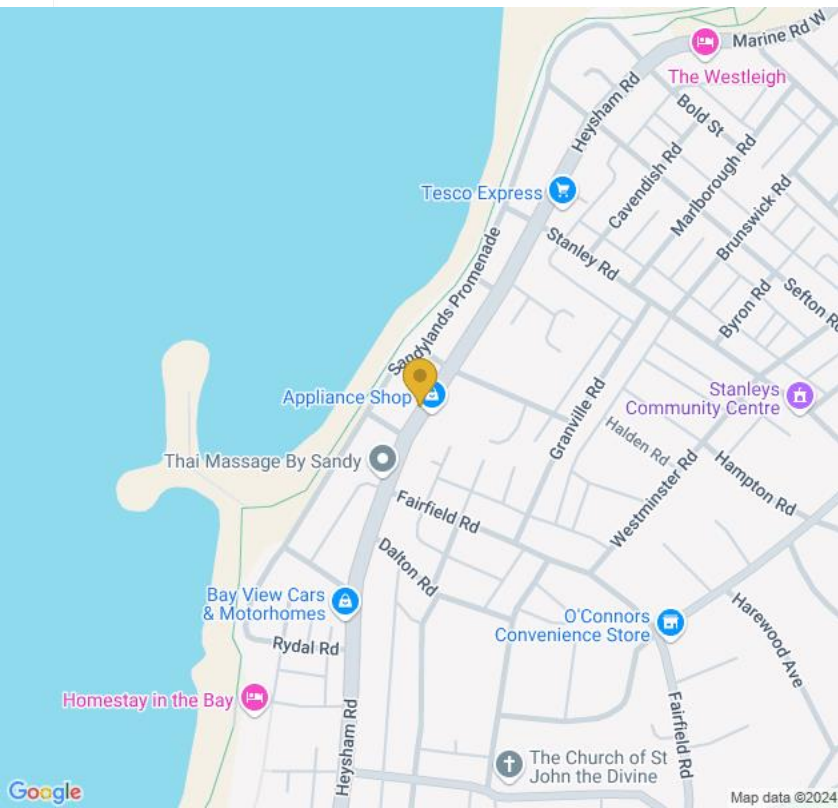 Marine Rd W
The Westleigh
Heysham Rd
Bold St
Cavendish Rd
Marlborough Rd
Tesco Express
Brunswick Rd
Stanley Rd
Sefton Rd
Byron Rd
Sandylands Promenade
Appliance Shop
Stanleys
Community Centre
Granville Rd
Halden Rd
Thai Massage By Sandy
Westminster Rd
Hampton Rd
Fairfield Rd
Dalton Rd
Bay View Cars
& Motorhomes
O'Connors
Convenience Store
Harewood Ave
Rydal Rd
Homestay in the Bay
Heysham Rd
Fairfield Rd
The Church of St
John the Divine
Google
Map data ©2024